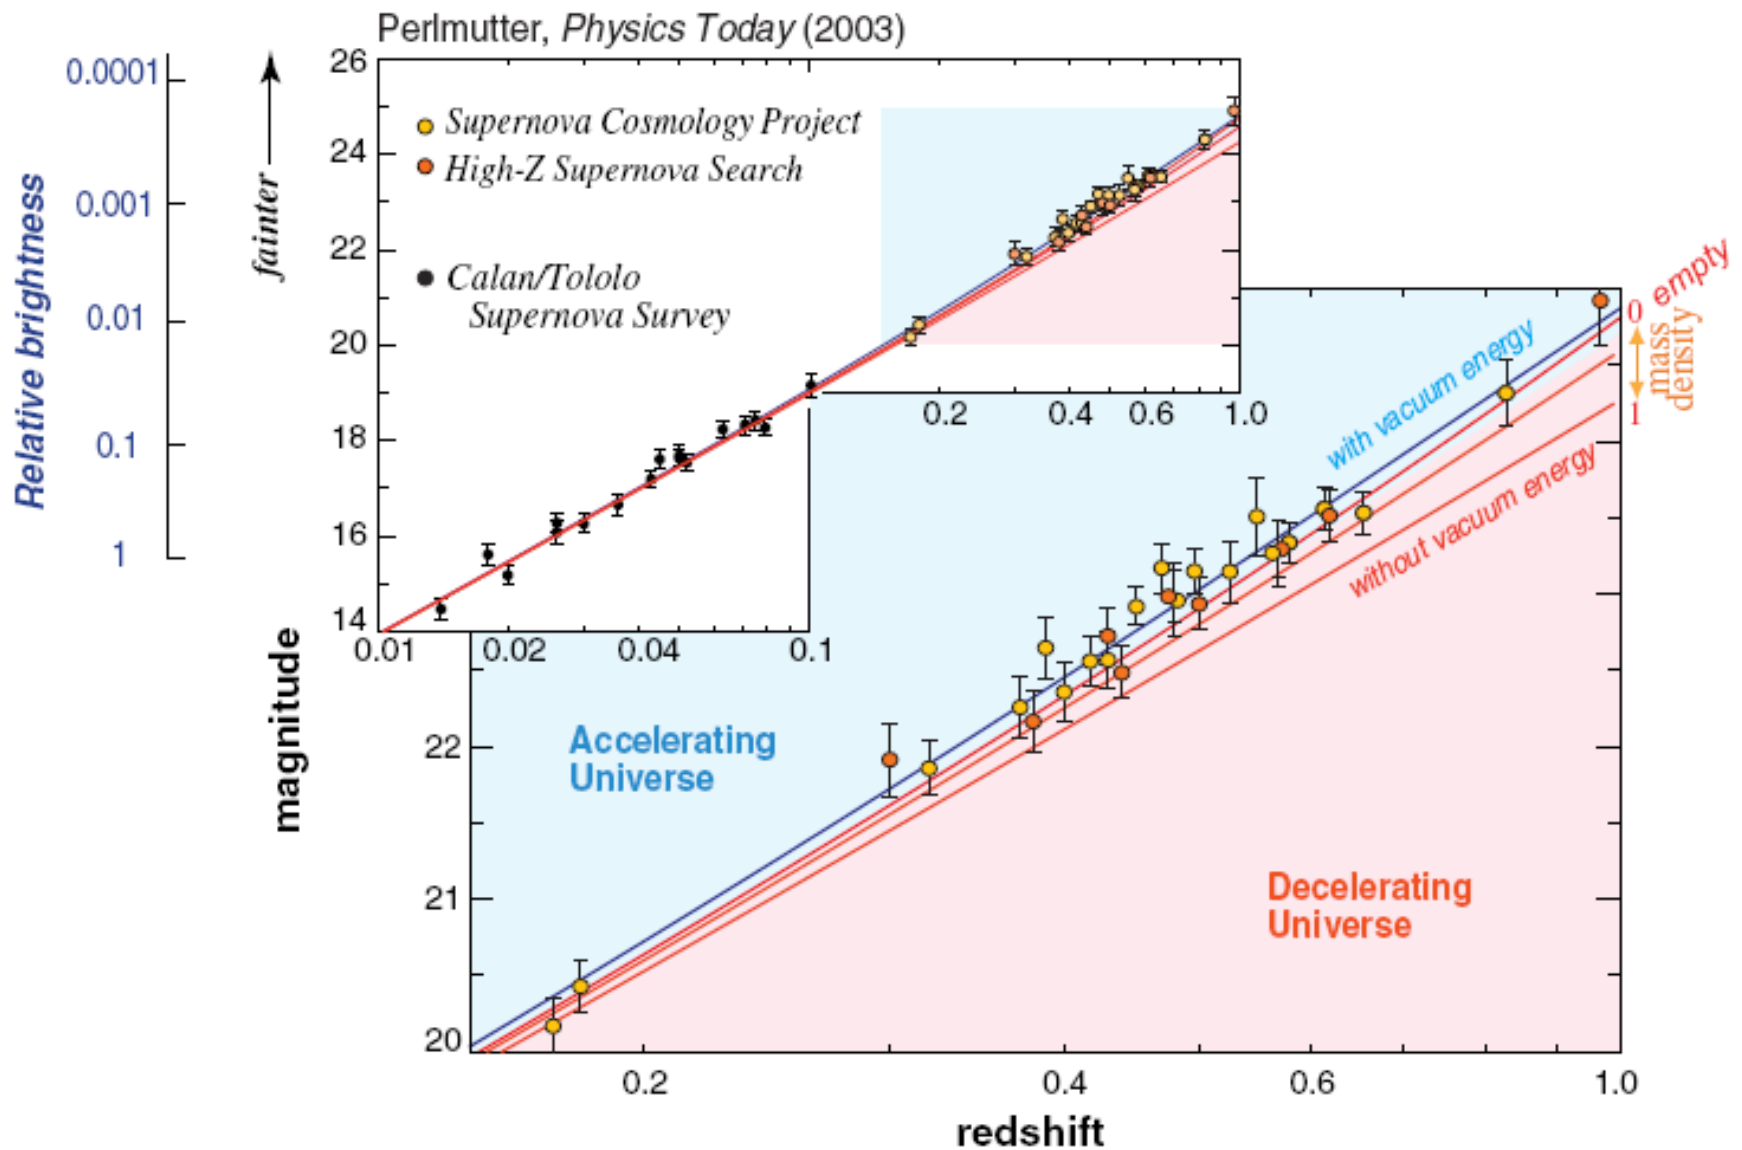 Perlmutter, Physics Today (2003)
Relative brightness
0.0001
0.001
0.01
0.1
1
fainter
magnitude
26
24
22
20
18
16
14
Supernova Cosmology Project
High-Z Supernova Search
Calan/Tololo
Supernova Survey
0.01
0.02
0.04
0.1
0.2
0.4
0.6
1.0
empty
0
mass
density
1
with vacuum energy
without vacuum energy
Accelerating
Universe
Decelerating
Universe
22
21
20
0.2
0.4
0.6
1.0
redshift